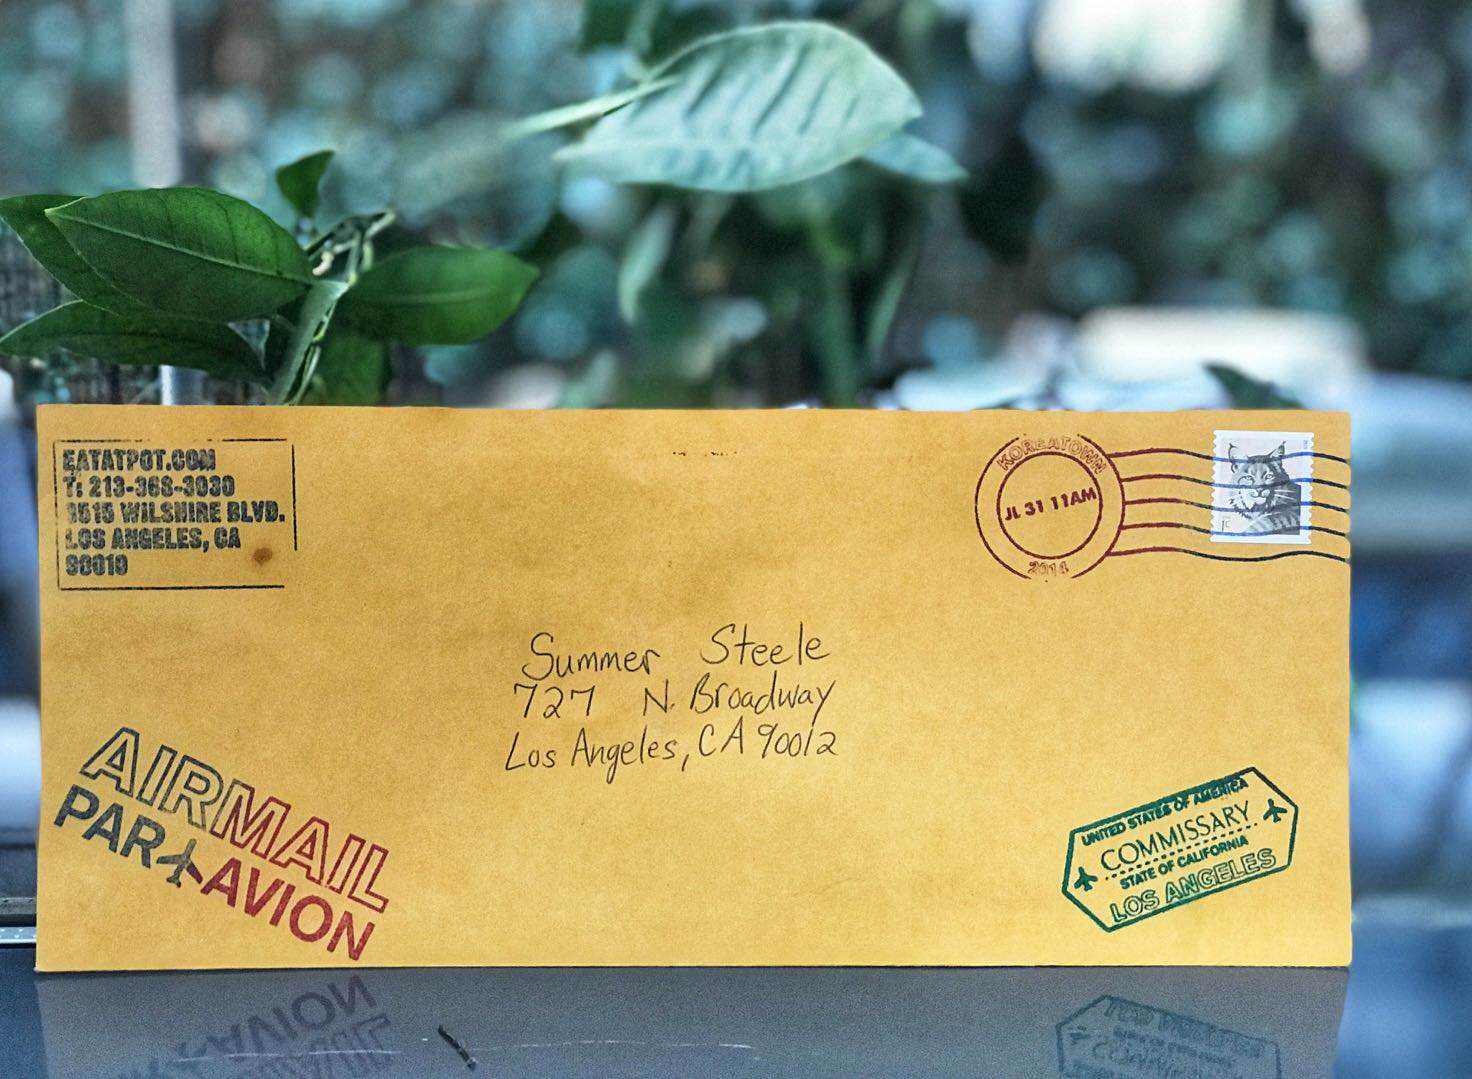 EATATPOT.COM
T: 213-368-3030
3515 WILSHIRE BLVD.
LOS ANGELES, CA
90010
KOREATOWN
JL 31 11AM
2014
1c
Summer Steele
727 N. Broadway
Los Angeles, CA 90012
AIRMAIL
PAR AVION
UNITED STATES OF AMERICA
COMMISSARY
STATE OF CALIFORNIA
LOS ANGELES